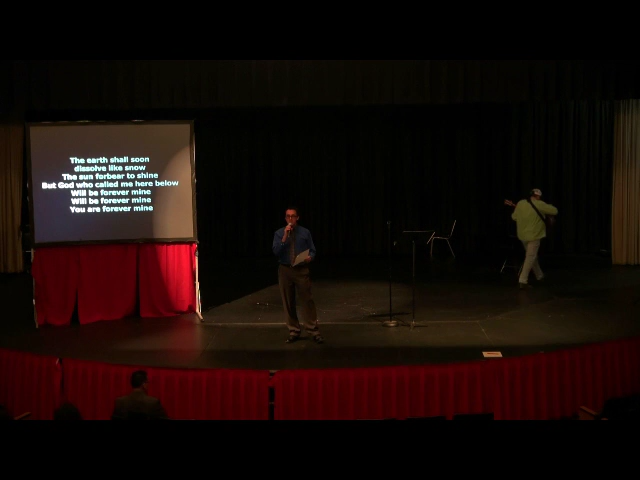 The earth shall soon
dissolve like snow
The sun forbear to shine
But God who called me here below
Will be forever mine
Will be forever mine
You are forever mine